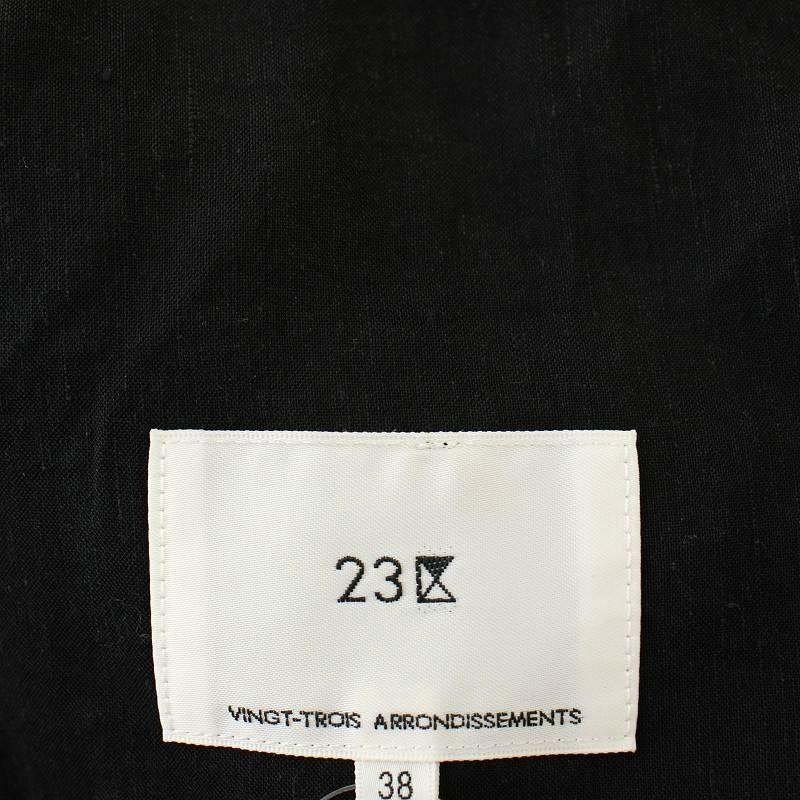 23区
VINGT-TROIS ARRONDISSEMENTS
38